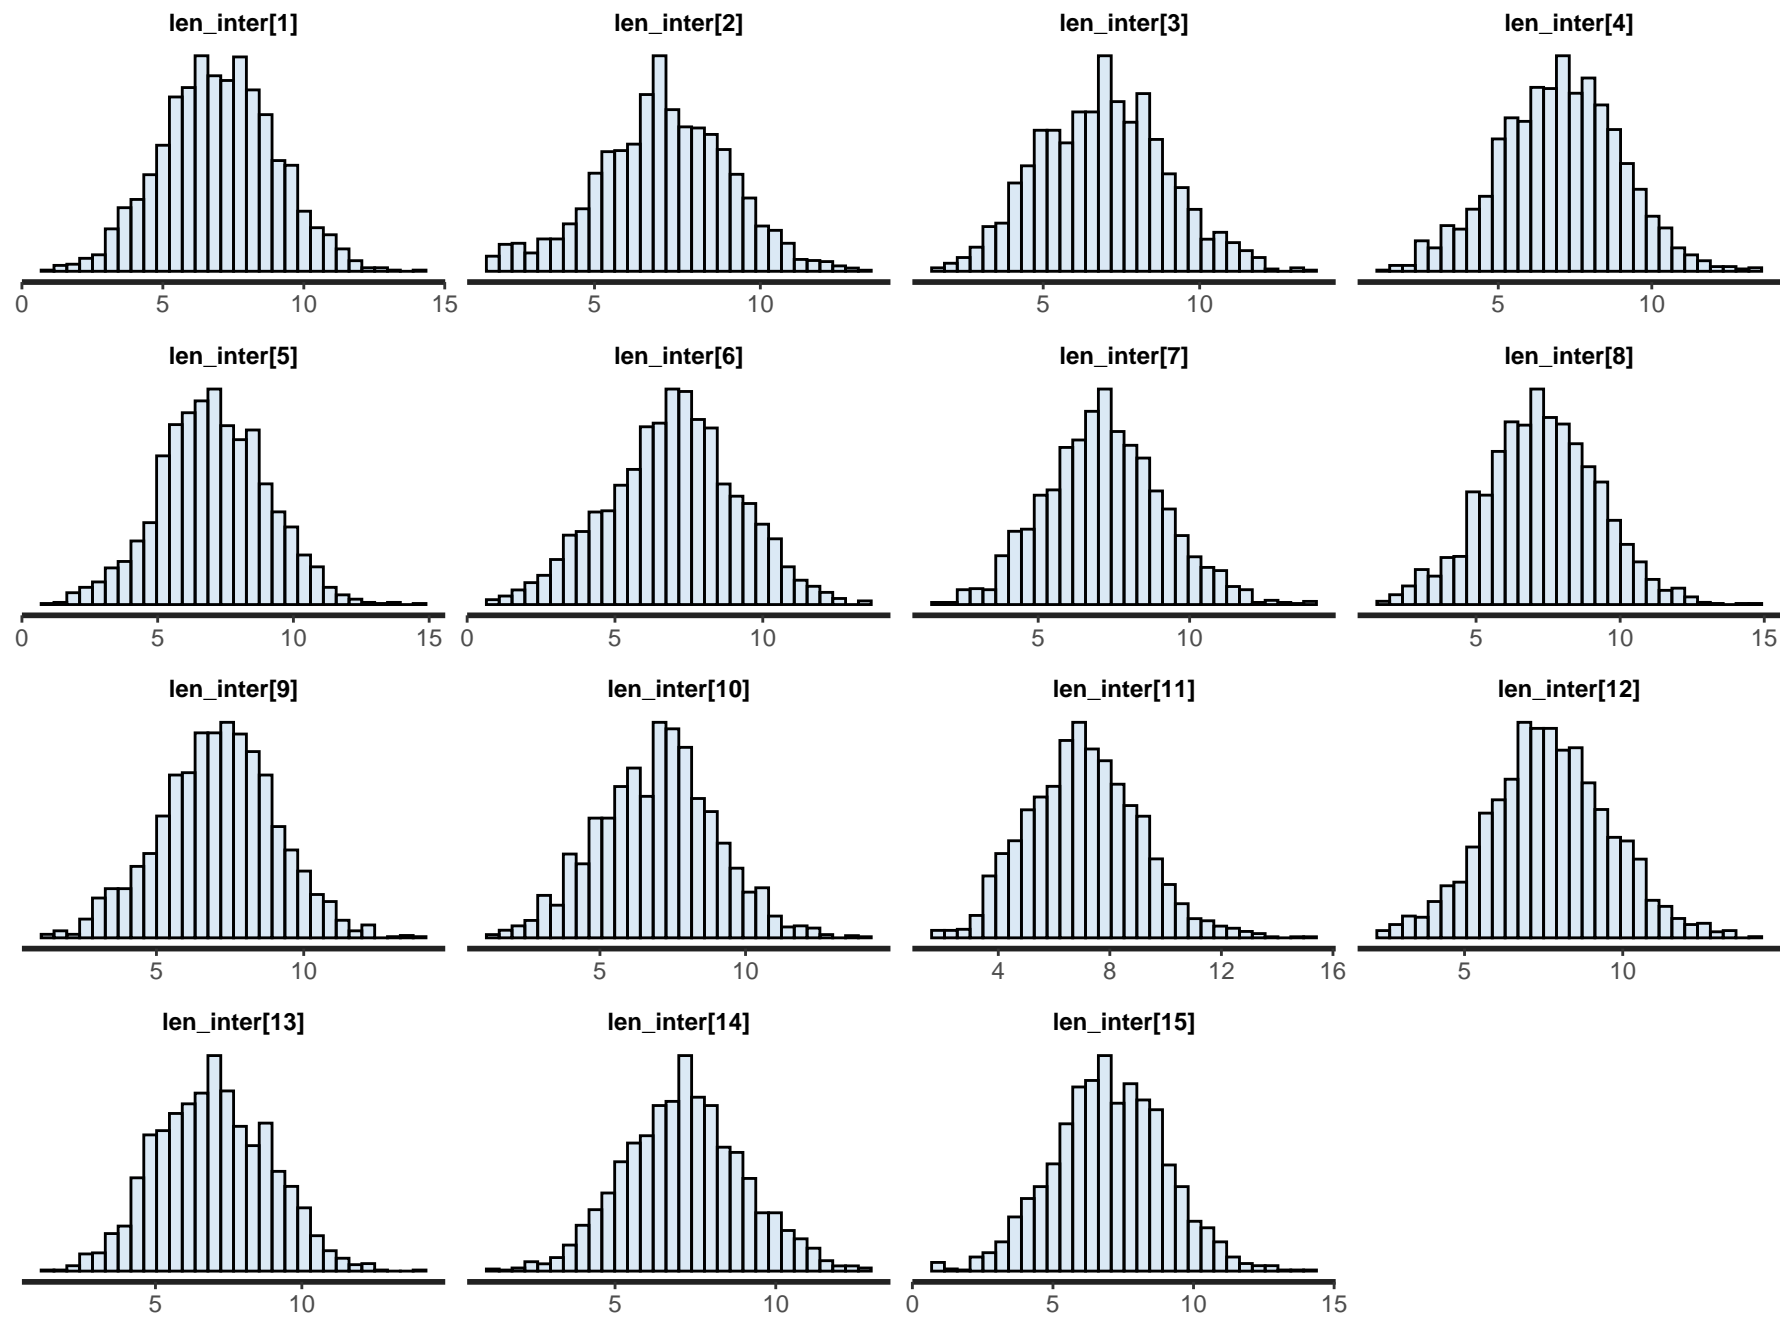 len_inter[1] len_inter[2] len_inter[3] len_inter[4]
0 5 10 15 5 10 5 10 5 10
len_inter[5] len_inter[6] len_inter[7] len_inter[8]
0 5 10 15 0 5 10 5 10 5 10 15
len_inter[9] len_inter[10] len_inter[11] len_inter[12]
5 10 5 10 4 8 12 16 5 10
len_inter[13] len_inter[14] len_inter[15]
5 10 5 10 0 5 10 15